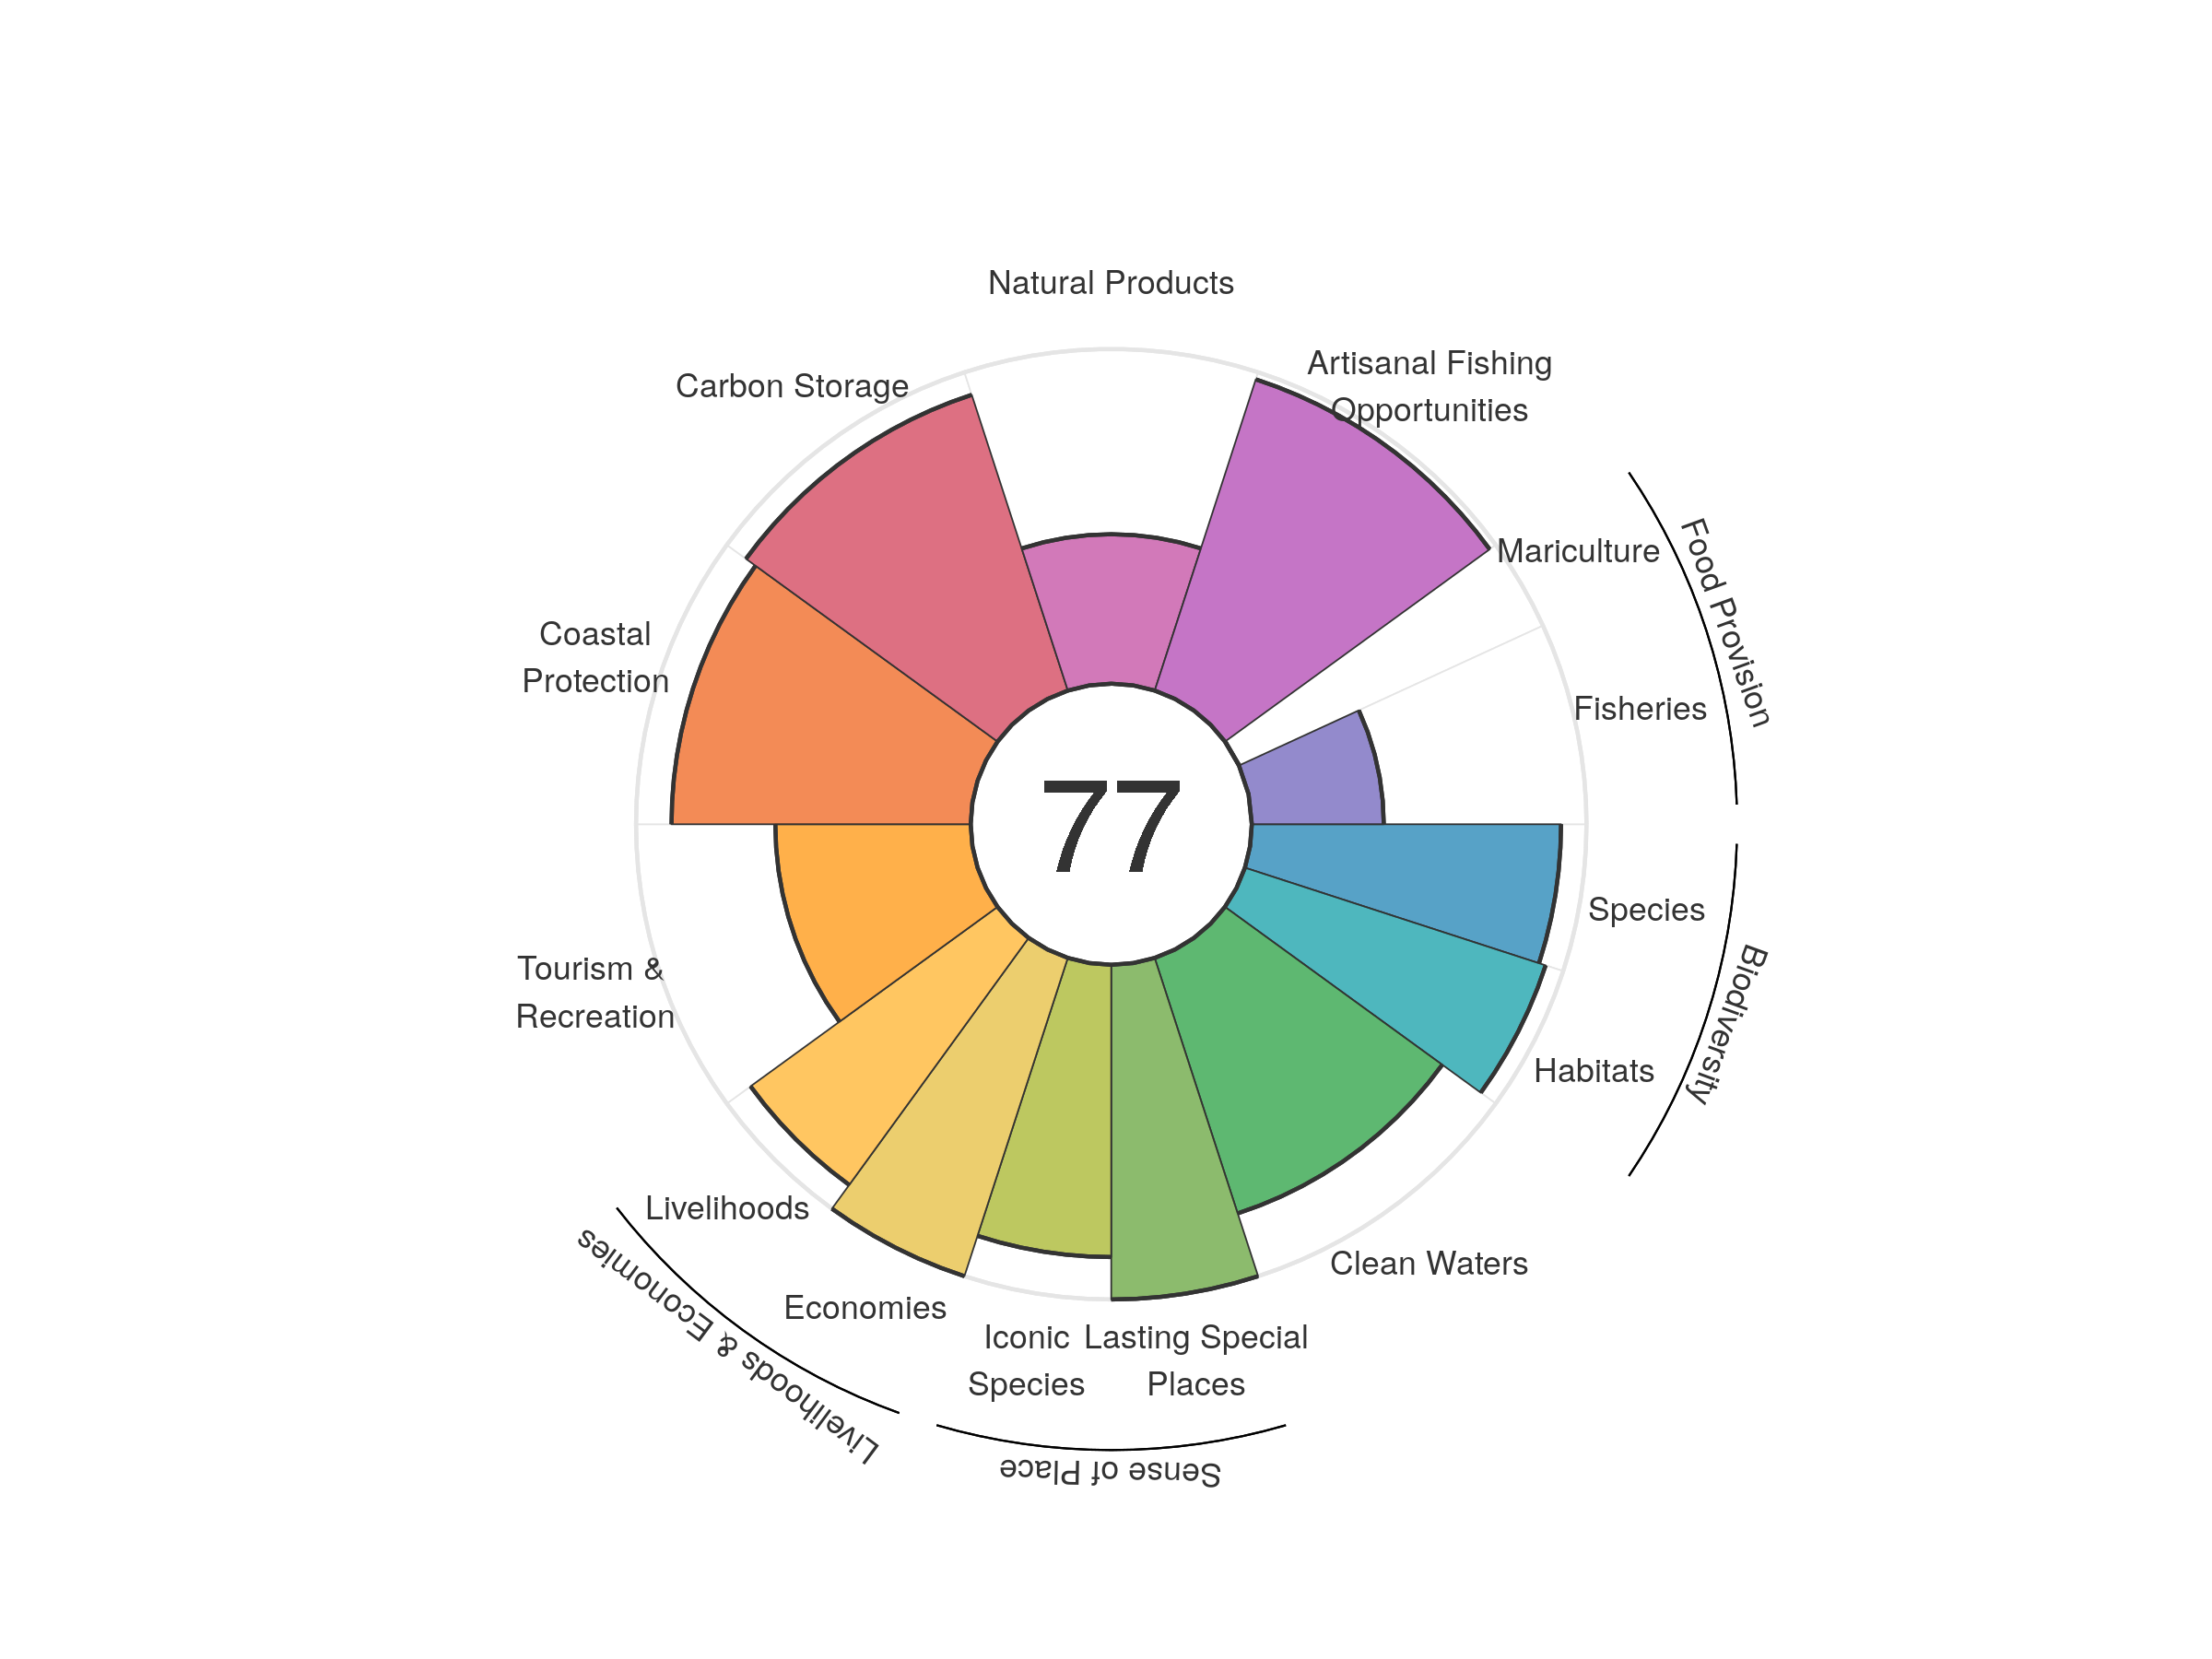 Natural Products
Artisanal Fishing
Opportunities
Carbon Storage
Mariculture
Food Provision
Coastal
Protection
Fisheries
77
Species
Biodiversity
Tourism &
Recreation
Habitats
Livelihoods
Clean Waters
Livelihoods & Economies
Economies
Iconic
Species
Lasting Special
Places
Sense of Place